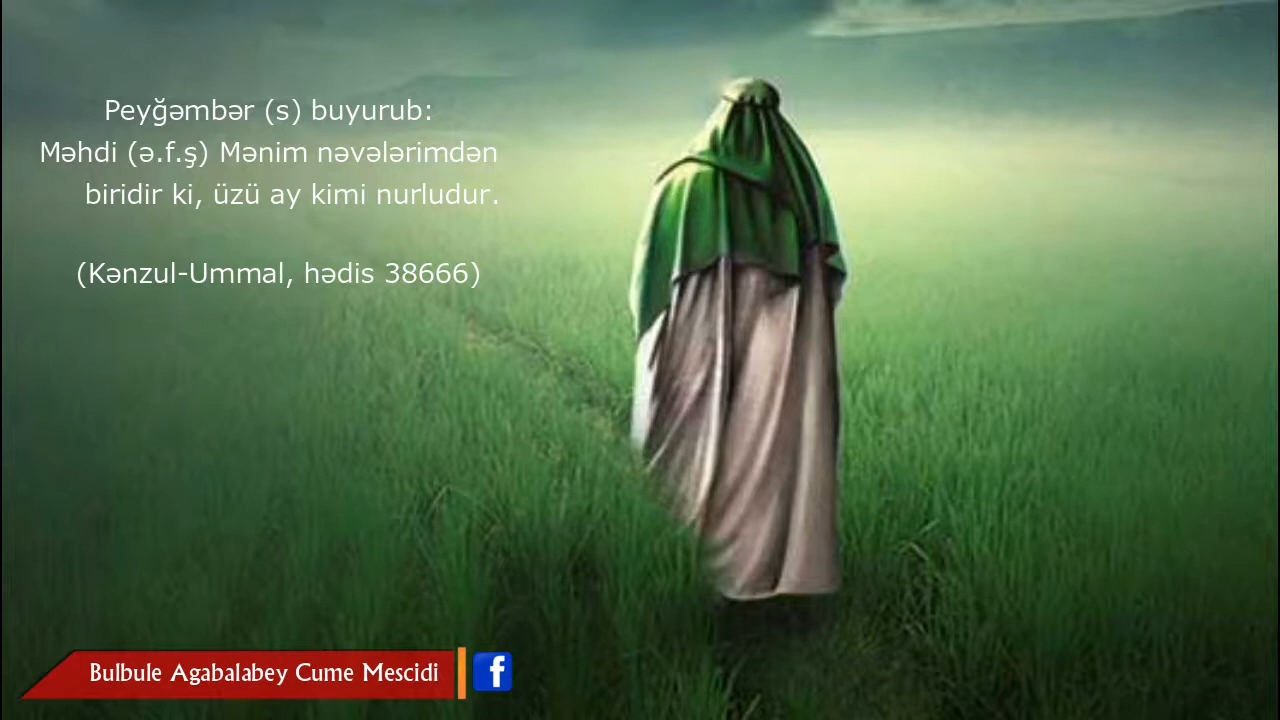 Peyğəmbər (s) buyurub:
Məhdi (ə.f.ş) Mənim nəvələrimdən
biridir ki, üzü ay kimi nurludur.
(Kənzul-Ummal, hədis 38666)
Bulbule Agabalabey Cume Mescidi